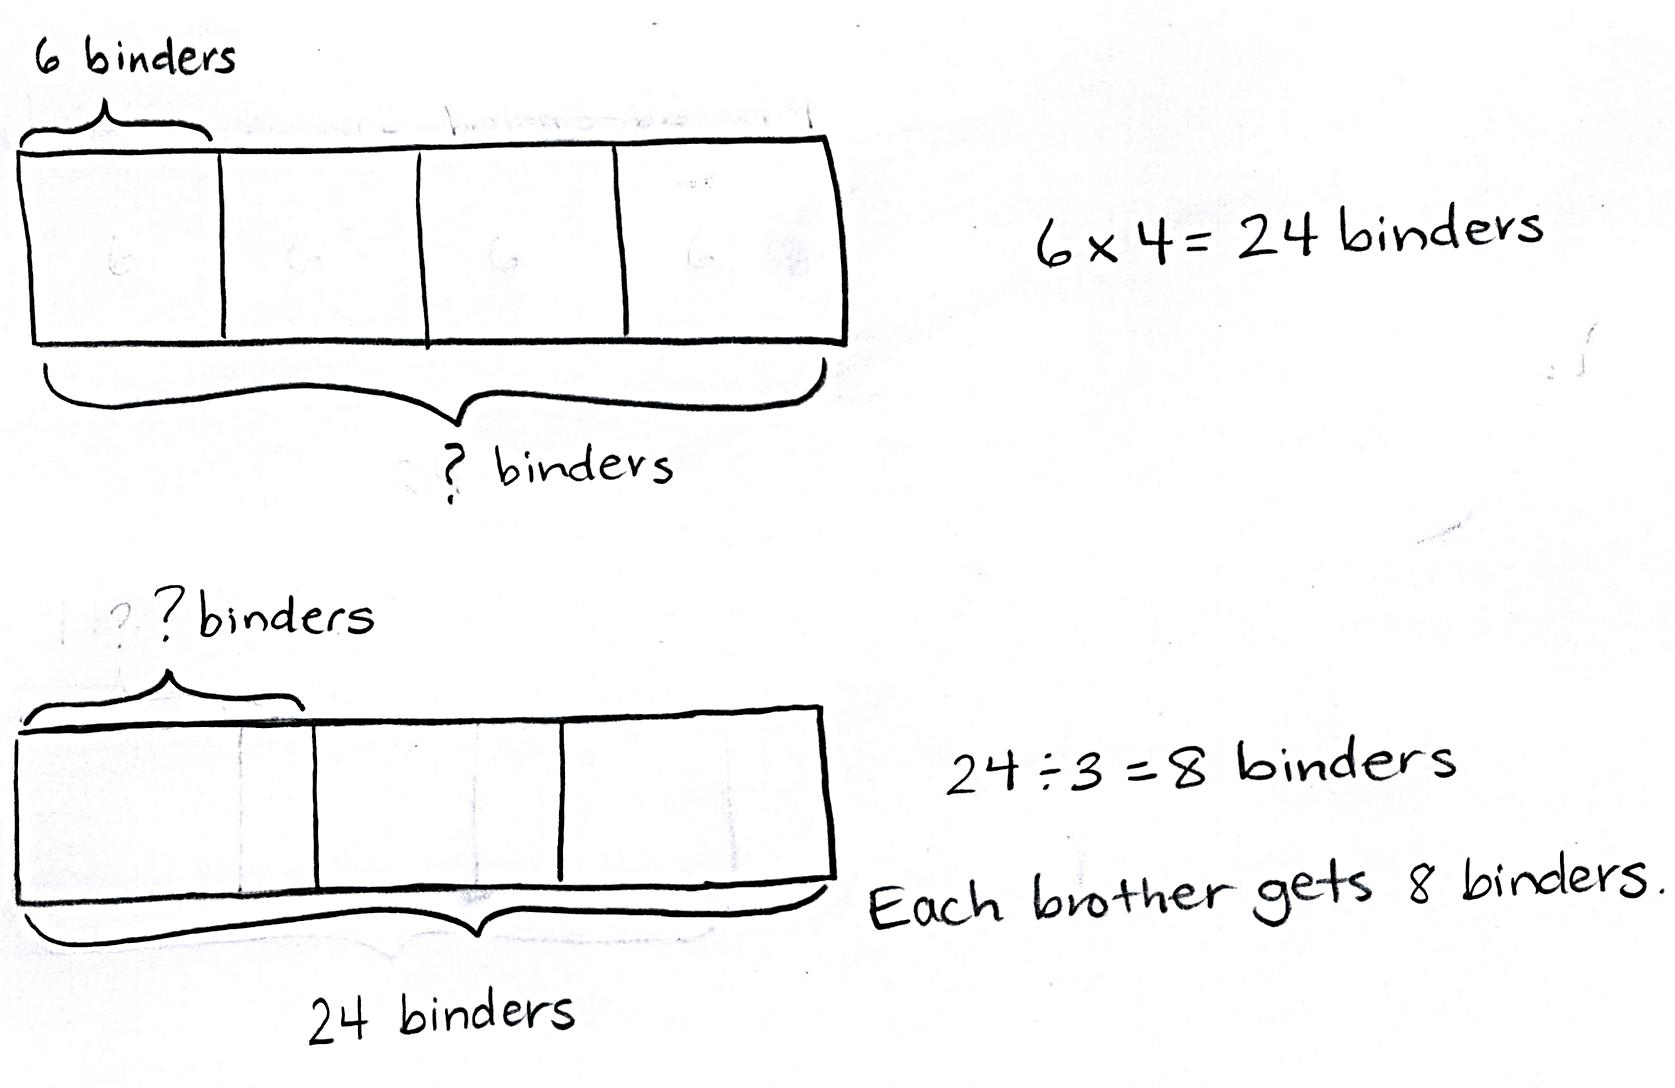 6 binders
6 x 4 = 24 binders
? binders
? binders
24 ÷ 3 = 8 binders
Each brother gets 8 binders.
24 binders